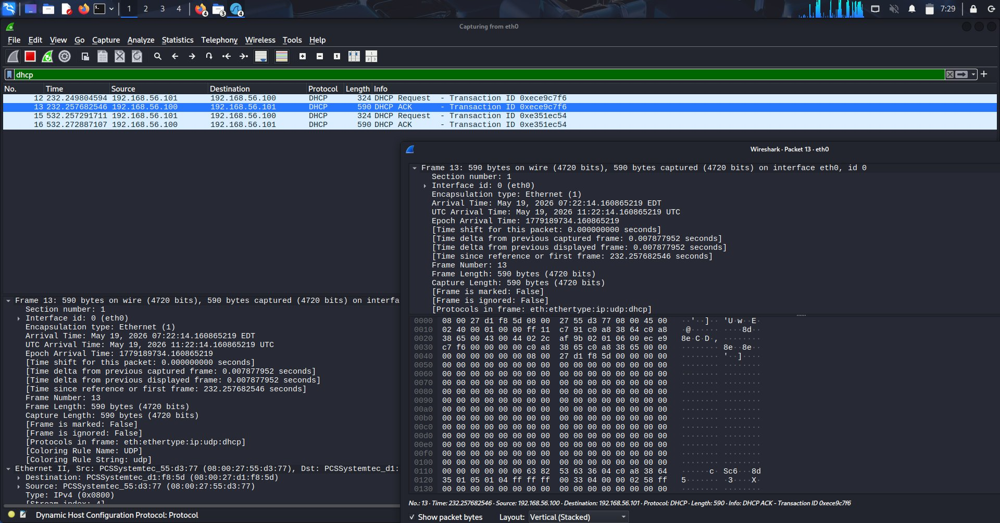 1 2 3 4 4 3 4 7:29
Capturing from eth0
File Edit View Go Capture Analyze Statistics Telephony Wireless Tools Help
dhcp
No. Time Source Destination Protocol Length Info
12 232.249804594 192.168.56.101 192.168.56.100 DHCP 324 DHCP Request - Transaction ID 0xece9c7f6
13 232.257682546 192.168.56.100 192.168.56.101 DHCP 590 DHCP ACK - Transaction ID 0xece9c7f6
15 532.257291711 192.168.56.101 192.168.56.100 DHCP 324 DHCP Request - Transaction ID 0xe351ec54
16 532.272887107 192.168.56.100 192.168.56.101 DHCP 590 DHCP ACK - Transaction ID 0xe351ec54
Frame 13: 590 bytes on wire (4720 bits), 590 bytes captured (4720 bits) on interfa
Section number: 1
Interface id: 0 (eth0)
Encapsulation type: Ethernet (1)
Arrival Time: May 19, 2026 07:22:14.160865219 EDT
UTC Arrival Time: May 19, 2026 11:22:14.160865219 UTC
Epoch Arrival Time: 1779189734.160865219
[Time shift for this packet: 0.000000000 seconds]
[Time delta from previous captured frame: 0.007877952 seconds]
[Time delta from previous displayed frame: 0.007877952 seconds]
[Time since reference or first frame: 232.257682546 seconds]
Frame Number: 13
Frame Length: 590 bytes (4720 bits)
Capture Length: 590 bytes (4720 bits)
[Frame is marked: False]
[Frame is ignored: False]
[Protocols in frame: eth:ethertype:ip:udp:dhcp]
[Coloring Rule Name: UDP]
[Coloring Rule String: udp]
Ethernet II, Src: PCSSystemtec_55:d3:77 (08:00:27:55:d3:77), Dst: PCSSystemtec_d1:
Destination: PCSSystemtec_d1:f8:5d (08:00:27:d1:f8:5d)
Source: PCSSystemtec_55:d3:77 (08:00:27:55:d3:77)
Type: IPv4 (0x0800)
[Stream index: 4]
Dynamic Host Configuration Protocol: Protocol
Wireshark · Packet 13 · eth0
Frame 13: 590 bytes on wire (4720 bits), 590 bytes captured (4720 bits) on interface eth0, id 0
Section number: 1
Interface id: 0 (eth0)
Encapsulation type: Ethernet (1)
Arrival Time: May 19, 2026 07:22:14.160865219 EDT
UTC Arrival Time: May 19, 2026 11:22:14.160865219 UTC
Epoch Arrival Time: 1779189734.160865219
[Time shift for this packet: 0.000000000 seconds]
[Time delta from previous captured frame: 0.007877952 seconds]
[Time delta from previous displayed frame: 0.007877952 seconds]
[Time since reference or first frame: 232.257682546 seconds]
Frame Number: 13
Frame Length: 590 bytes (4720 bits)
Capture Length: 590 bytes (4720 bits)
[Frame is marked: False]
[Frame is ignored: False]
[Protocols in frame: eth:ethertype:ip:udp:dhcp]
0000 08 00 27 d1 f8 5d 08 00 27 55 d3 77 08 00 45 00 ··'··]·· 'U·w··E·
0010 02 40 00 01 00 00 ff 11 c7 91 c0 a8 38 64 c0 a8 ·@······ ····8d··
0020 38 65 00 43 00 44 02 2c af 9b 02 01 06 00 ec e9 8e·C·D·, ········
0030 c7 f6 00 00 00 00 c0 a8 38 65 c0 a8 38 65 00 00 ········ 8e··8e··
0040 00 00 00 00 00 00 08 00 27 d1 f8 5d 00 00 00 00 ········ '··]····
0050 00 00 00 00 00 00 00 00 00 00 00 00 00 00 00 00 ········ ········
0060 00 00 00 00 00 00 00 00 00 00 00 00 00 00 00 00 ········ ········
0070 00 00 00 00 00 00 00 00 00 00 00 00 00 00 00 00 ········ ········
0080 00 00 00 00 00 00 00 00 00 00 00 00 00 00 00 00 ········ ········
0090 00 00 00 00 00 00 00 00 00 00 00 00 00 00 00 00 ········ ········
00a0 00 00 00 00 00 00 00 00 00 00 00 00 00 00 00 00 ········ ········
00b0 00 00 00 00 00 00 00 00 00 00 00 00 00 00 00 00 ········ ········
00c0 00 00 00 00 00 00 00 00 00 00 00 00 00 00 00 00 ········ ········
00d0 00 00 00 00 00 00 00 00 00 00 00 00 00 00 00 00 ········ ········
00e0 00 00 00 00 00 00 00 00 00 00 00 00 00 00 00 00 ········ ········
00f0 00 00 00 00 00 00 00 00 00 00 00 00 00 00 00 00 ········ ········
0100 00 00 00 00 00 00 00 00 00 00 00 00 00 00 00 00 ········ ········
0110 00 00 00 00 00 00 63 82 53 63 36 04 c0 a8 38 64 ······c· Sc6···8d
0120 35 01 05 01 04 ff ff ff 00 33 04 00 00 02 58 ff 5······· ·3····X·
0130 00 00 00 00 00 00 00 00 00 00 00 00 00 00 00 00 ········ ········
No.: 13 · Time: 232.257682546 · Source: 192.168.56.100 · Destination: 192.168.56.101 · Protocol: DHCP · Length: 590 · Info: DHCP ACK - Transaction ID 0xece9c7f6
Show packet bytes Layout: Vertical (Stacked)